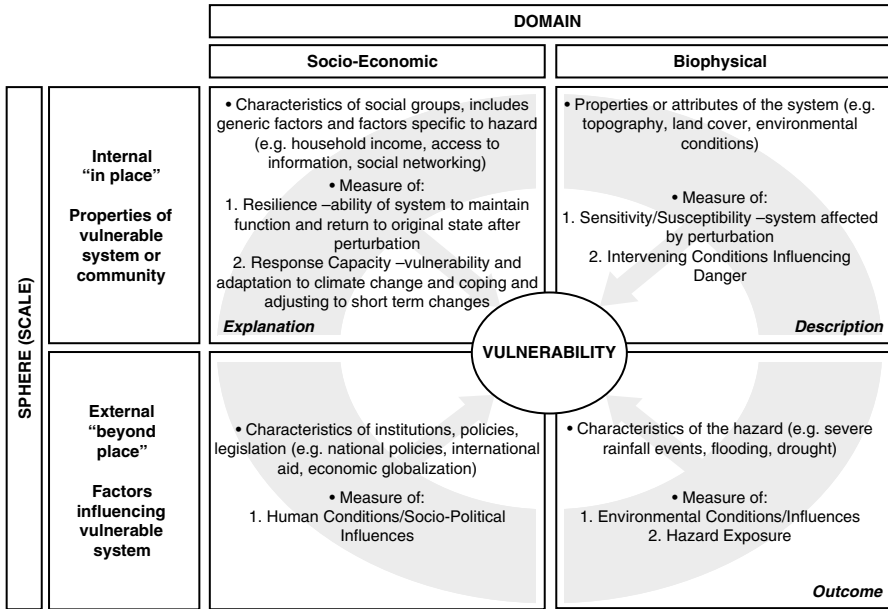 DOMAIN
Socio-Economic
Biophysical
SPHERE (SCALE)
Internal
“in place”
Properties of
vulnerable
system or
community
• Characteristics of social groups, includes
generic factors and factors specific to hazard
(e.g. household income, access to
information, social networking)
• Measure of:
1. Resilience –ability of system to maintain
function and return to original state after
perturbation
2. Response Capacity –vulnerability and
adaptation to climate change and coping and
adjusting to short term changes
Explanation
• Properties or attributes of the system (e.g.
topography, land cover, environmental
conditions)
• Measure of:
1. Sensitivity/Susceptibility –system affected
by perturbation
2. Intervening Conditions Influencing
Danger
Description
VULNERABILITY
External
“beyond
place”
Factors
influencing
vulnerable
system
• Characteristics of institutions, policies,
legislation (e.g. national policies, international
aid, economic globalization)
• Measure of:
1. Human Conditions/Socio-Political
Influences
• Characteristics of the hazard (e.g. severe
rainfall events, flooding, drought)
• Measure of:
1. Environmental Conditions/Influences
2. Hazard Exposure
Outcome